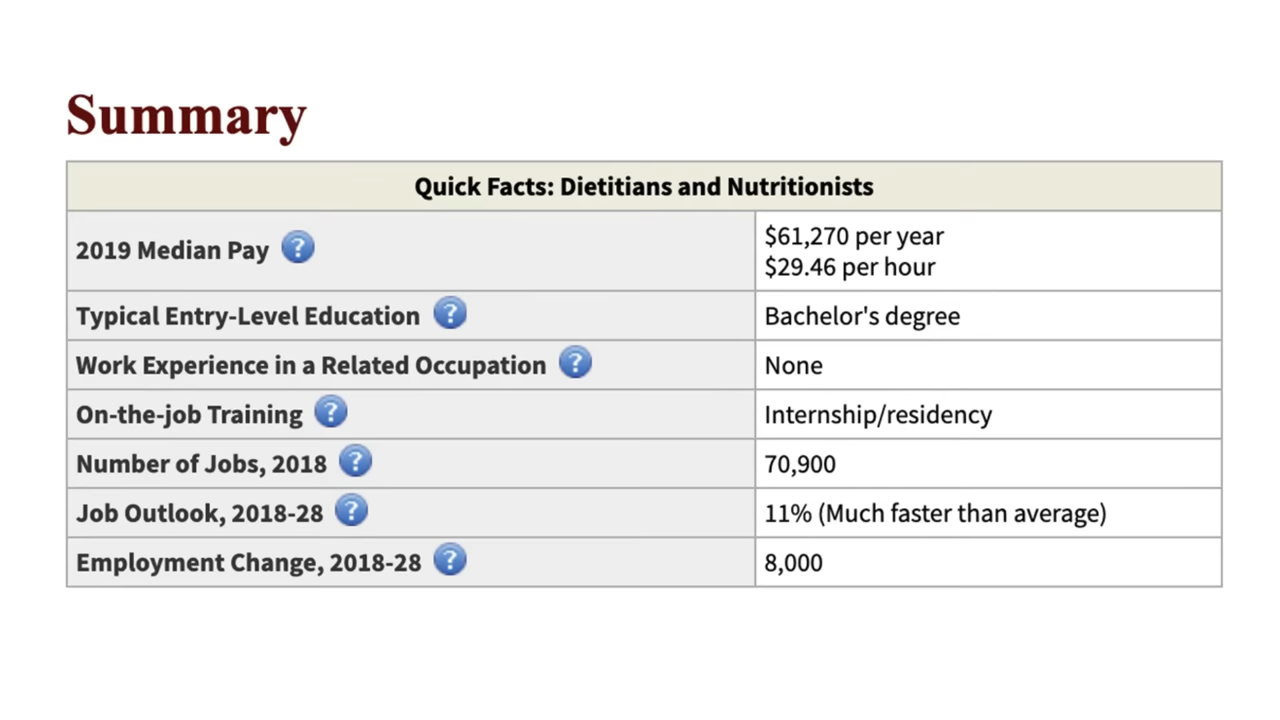 Summary
Quick Facts: Dietitians and Nutritionists
2019 Median Pay ?
$61,270 per year
$29.46 per hour
Typical Entry-Level Education ?
Bachelor's degree
Work Experience in a Related Occupation ?
None
On-the-job Training ?
Internship/residency
Number of Jobs, 2018 ?
70,900
Job Outlook, 2018-28 ?
11% (Much faster than average)
Employment Change, 2018-28 ?
8,000